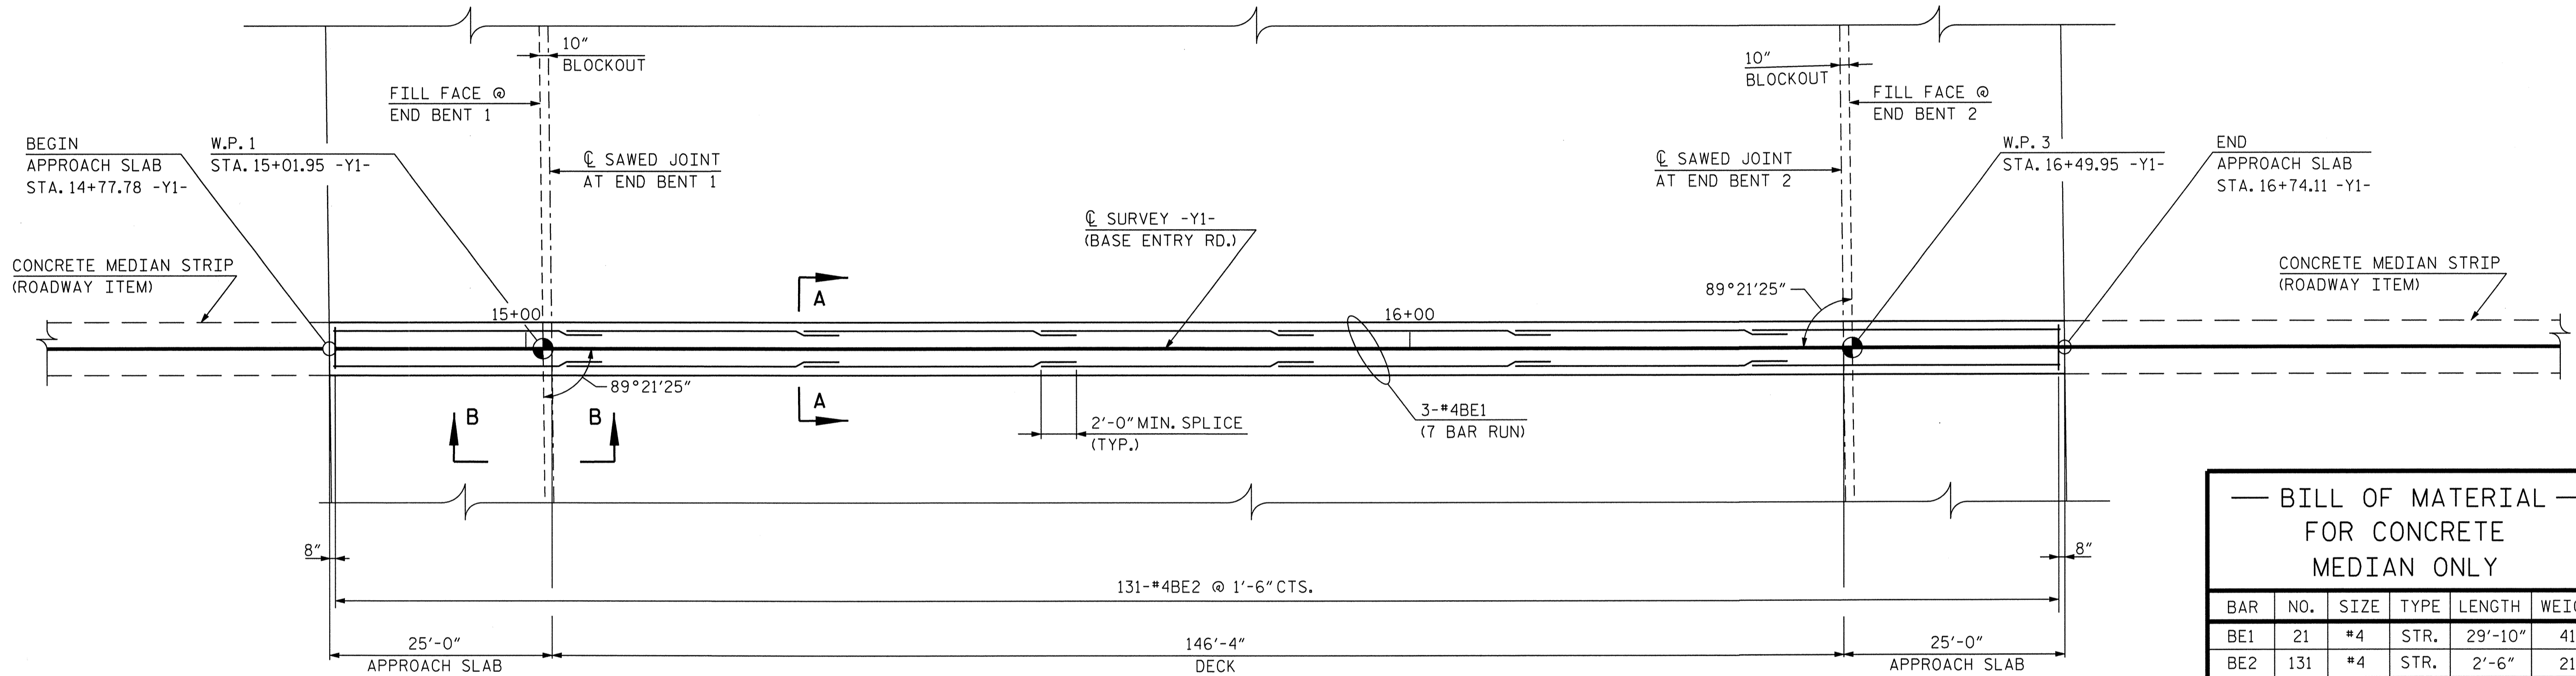 10"
BLOCKOUT
10"
BLOCKOUT
FILL FACE @
END BENT 1
FILL FACE @
END BENT 2
BEGIN
APPROACH SLAB
STA. 14+77.78 -Y1-
W.P. 1
STA. 15+01.95 -Y1-
℄ SAWED JOINT
AT END BENT 1
℄ SAWED JOINT
AT END BENT 2
W.P. 3
STA. 16+49.95 -Y1-
END
APPROACH SLAB
STA. 16+74.11 -Y1-
℄ SURVEY -Y1-
(BASE ENTRY RD.)
CONCRETE MEDIAN STRIP
(ROADWAY ITEM)
CONCRETE MEDIAN STRIP
(ROADWAY ITEM)
A
89°21'25"
15+00
16+00
89°21'25"
A
B B
2'-0" MIN. SPLICE
(TYP.)
3-#4BE1
(7 BAR RUN)
8"
8"
131-#4BE2 @ 1'-6" CTS.
25'-0"
APPROACH SLAB
146'-4"
DECK
25'-0"
APPROACH SLAB
BILL OF MATERIAL
FOR CONCRETE
MEDIAN ONLY
BAR NO. SIZE TYPE LENGTH
BE1 21 #4 STR. 29'-10"
BE2 131 #4 STR. 2'-6"